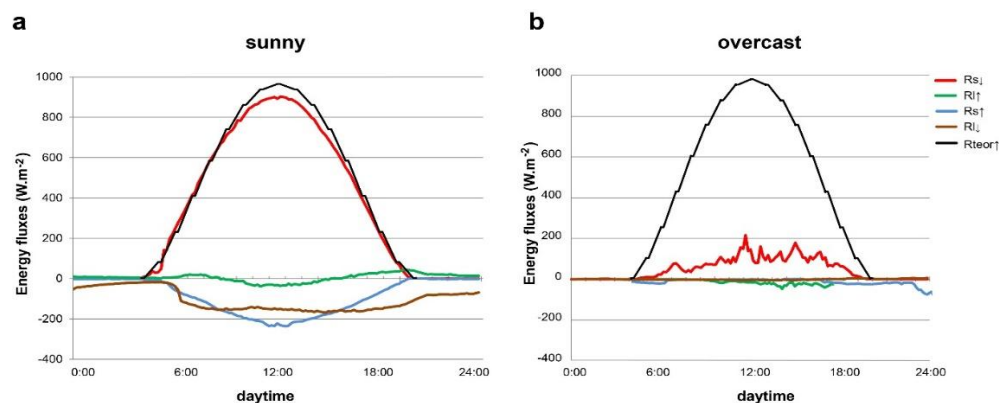 a
sunny
Energy fluxes (W.m-2)
1000
800
600
400
200
0
-200
-400
0:00 6:00 12:00 18:00 24:00
daytime
b
overcast
Energy fluxes (W.m-2)
1000
800
600
400
200
0
-200
-400
0:00 6:00 12:00 18:00 24:00
daytime
Rs↓
Rl↑
Rs↑
Rl↓
Rteor↑